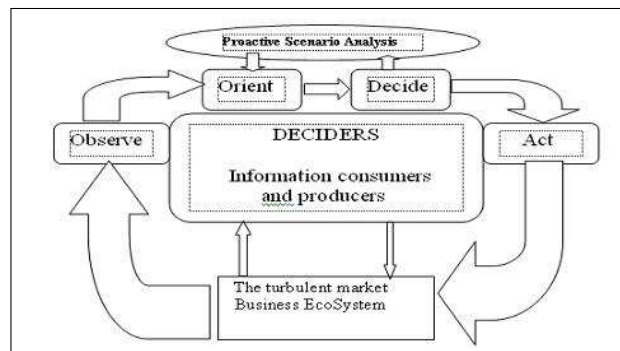 Proactive Scenario Analysis
Orient
Decide
Observe
DECIDERS
Act
Information consumers
and producers
The turbulent market
Business EcoSystem